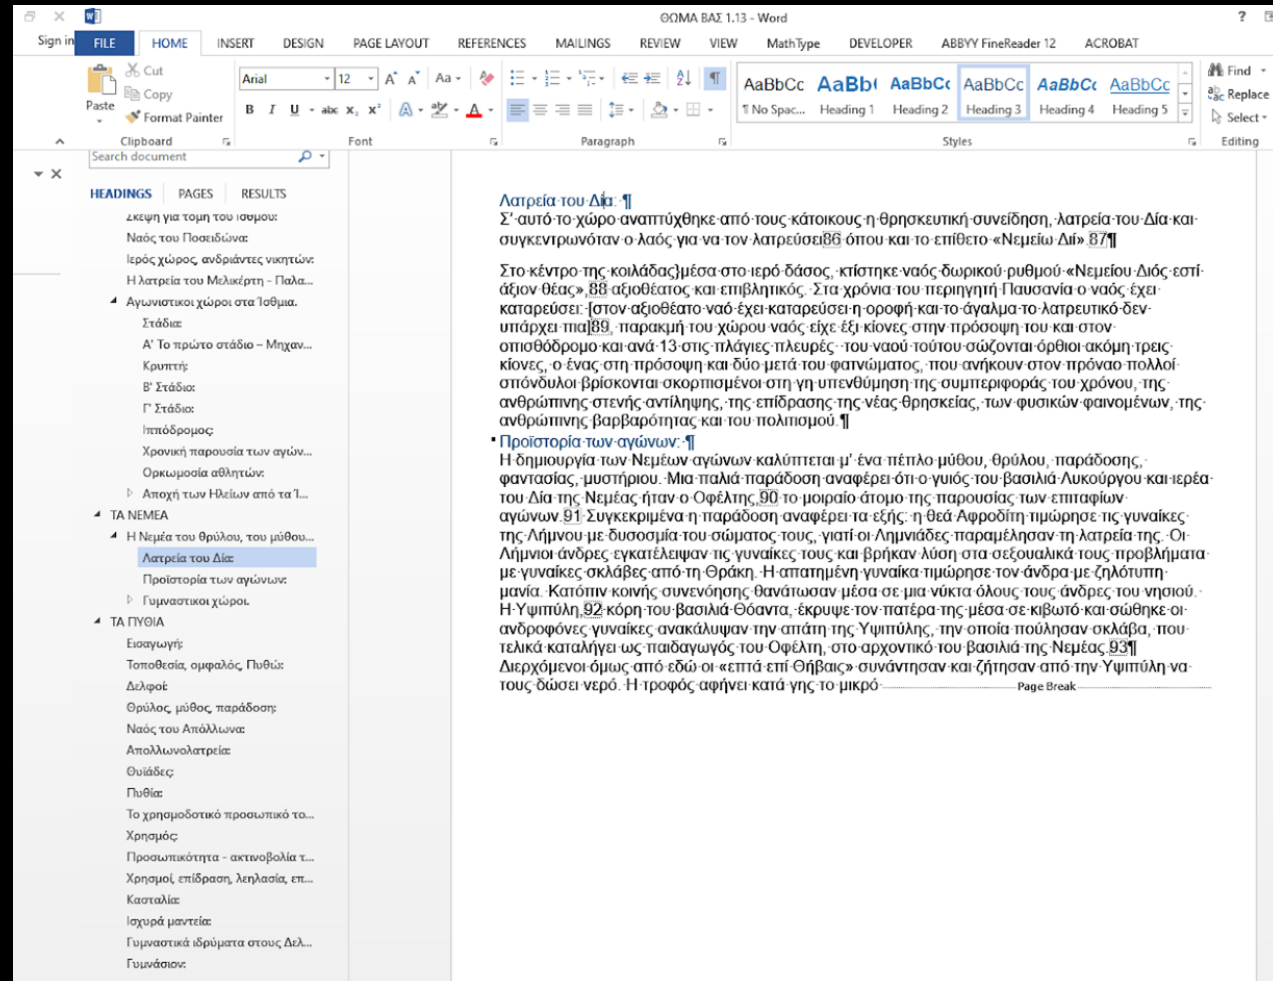 ΘΩΜΑ ΒΑΣ 1.13 - Word
?
Sign in
FILE HOME INSERT DESIGN PAGE LAYOUT REFERENCES MAILINGS REVIEW VIEW MathType DEVELOPER ABBYY FineReader 12 ACROBAT
Paste
Cut
Copy
Format Painter
Clipboard
Arial 12
Font
Paragraph
AaBbCc AaBb( AaBbCc AaBbCc AaBbCc AaBbCc
¶ No Spac... Heading 1 Heading 2 Heading 3 Heading 4 Heading 5
Styles
Find
Replace
Select
Editing
Search document
HEADINGS PAGES RESULTS
Σκέψη για τομή του Ισθμού:
Ναός του Ποσειδώνα:
Ιερός χώρος, ανδριάντες νικητών:
Η λατρεία του Μελικέρτη - Παλα...
Αγωνιστικοι χώροι στα Ίσθμια.
Στάδια:
Α' Το πρώτο στάδιο – Μηχαν...
Κρυπτή:
Β' Στάδιο:
Γ' Στάδιο:
Ιππόδρομος:
Χρονική παρουσία των αγών...
Ορκωμοσία αθλητών:
Αποχή των Ηλείων από τα Ί...
ΤΑ ΝΕΜΕΑ
Η Νεμέα του θρύλου, του μύθου...
Λατρεία του Δία:
Προϊστορία των αγώνων:
Γυμναστικοι χώροι.
ΤΑ ΠΥΘΙΑ
Εισαγωγή:
Τοποθεσία, ομφαλός, Πυθώ:
Δελφοί:
Θρύλος, μύθος, παράδοση:
Ναός του Απόλλωνα:
Απολλωνολατρεία:
Θυϊάδες:
Πυθία:
Το χρησμοδοτικό προσωπικό το...
Χρησμός:
Προσωπικότητα - ακτινοβολία τ...
Χρησμοί, επίδραση, λεηλασία, επ...
Κασταλία:
Ισχυρά μαντεία:
Γυμναστικά ιδρύματα στους Δελ...
Γυμνάσιον:
Λατρεία του Δία: ¶
Σ' αυτό το χώρο αναπτύχθηκε από τους κάτοικους η θρησκευτική συνείδηση, λατρεία του Δία και
συγκεντρωνόταν ο λαός για να τον λατρεύσει86 όπου και το επίθετο «Νεμείω Διί».87¶
Στο κέντρο της κοιλάδας}μέσα στο ιερό δάσος, κτίστηκε ναός δωρικού ρυθμού «Νεμείου Διός εστί
άξιον θέας»,88 αξιοθέατος και επιβλητικός. Στα χρόνια του περιηγητή Παυσανία ο ναός έχει
καταρεύσει: [στον αξιοθέατο ναό έχει καταρεύσει η οροφή και το άγαλμα το λατρευτικό δεν
υπάρχει πια]89, παρακμή του χώρου ναός είχε έξι κίονες στην πρόσοψη του και στον
οπισθόδρομο και ανά 13 στις πλάγιες πλευρές του ναού τούτου σώζονται όρθιοι ακόμη τρεις
κίονες, ο ένας στη πρόσοψη και δύο μετά του φατνώματος, που ανήκουν στον πρόναο πολλοί
σπόνδυλοι βρίσκονται σκορπισμένοι στη γη υπενθύμηση της συμπεριφοράς του χρόνου, της
ανθρώπινης στενής αντίληψης, της επίδρασης της νέας θρησκείας, των φυσικών φαινομένων, της
ανθρώπινης βαρβαρότητας και του πολιτισμού.¶
Προϊστορία των αγώνων: ¶
Η δημιουργία των Νεμέων αγώνων καλύπτεται μ' ένα πέπλο μύθου, θρύλου, παράδοσης,
φαντασίας, μυστήριου. Μια παλιά παράδοση αναφέρει ότι ο γυιός του βασιλιά Λυκούργου και ιερέα
του Δία της Νεμέας ήταν ο Οφέλτης,90 το μοιραίο άτομο της παρουσίας των επιταφίων
αγώνων.91 Συγκεκριμένα η παράδοση αναφέρει τα εξής: η θεά Αφροδίτη τιμώρησε τις γυναίκες
της Λήμνου με δυσοσμία του σώματος τους, γιατί οι Λημνιάδες παραμέλησαν τη λατρεία της. Οι
Λήμνιοι άνδρες εγκατέλειψαν τις γυναίκες τους και βρήκαν λύση στα σεξουαλικά τους προβλήματα
με γυναίκες σκλάβες από τη Θράκη. Η απατημένη γυναίκα τιμώρησε τον άνδρα με ζηλότυπη
μανία. Κατόπιν κοινής συνενόησης θανάτωσαν μέσα σε μια νύκτα όλους τους άνδρες του νησιού.
Η Υψιπύλη,92 κόρη του βασιλιά Θόαντα, έκρυψε τον πατέρα της μέσα σε κιβωτό και σώθηκε οι
ανδροφόνες γυναίκες ανακάλυψαν την απάτη της Υψιπύλης, την οποία πούλησαν σκλάβα, που
τελικά καταλήγει ως παιδαγωγός του Οφέλτη, στο αρχοντικό του βασιλιά της Νεμέας.93¶
Διερχόμενοι όμως από εδώ οι «επτά επί Θήβαις» συνάντησαν και ζήτησαν από την Υψιπύλη να
τους δώσει νερό. Η τροφός αφήνει κατά γης το μικρό Page Break